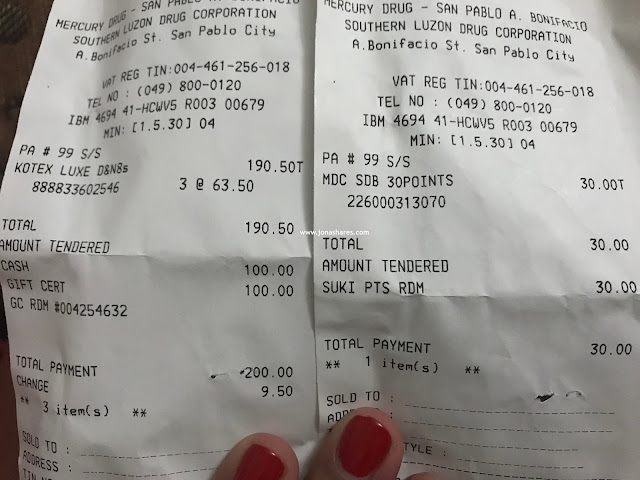 MERCURY DRUG - SAN PABLO A. BONIFACIO
SOUTHERN LUZON DRUG CORPORATION
A.Bonifacio St. San Pablo City
VAT REG TIN:004-461-256-018
TEL NO : (049) 800-0120
IBM 4694 41-HCWV5 R003 00679
MIN: [1.5.30] 04
PA # 99 S/S
KOTEX LUXE D&N8s 190.50T
888833602546 3 @ 63.50
TOTAL 190.50
AMOUNT TENDERED
CASH 100.00
GIFT CERT 100.00
GC RDM #004254632
TOTAL PAYMENT 200.00
CHANGE 9.50
** 3 item(s) **
SOLD TO :
ADDRESS :
MERCURY DRUG - SAN PABLO A. BONIFACIO
SOUTHERN LUZON DRUG CORPORATION
A.Bonifacio St. San Pablo City
VAT REG TIN:004-461-256-018
TEL NO : (049) 800-0120
IBM 4694 41-HCWV5 R003 00679
MIN: [1.5.30] 04
PA # 99 S/S
MDC SDB 30POINTS 30.00T
226000313070
TOTAL 30.00
AMOUNT TENDERED
SUKI PTS RDM 30.00
TOTAL PAYMENT 30.00
** 1 item(s) **
SOLD TO :
STYLE :
www.jonashares.com